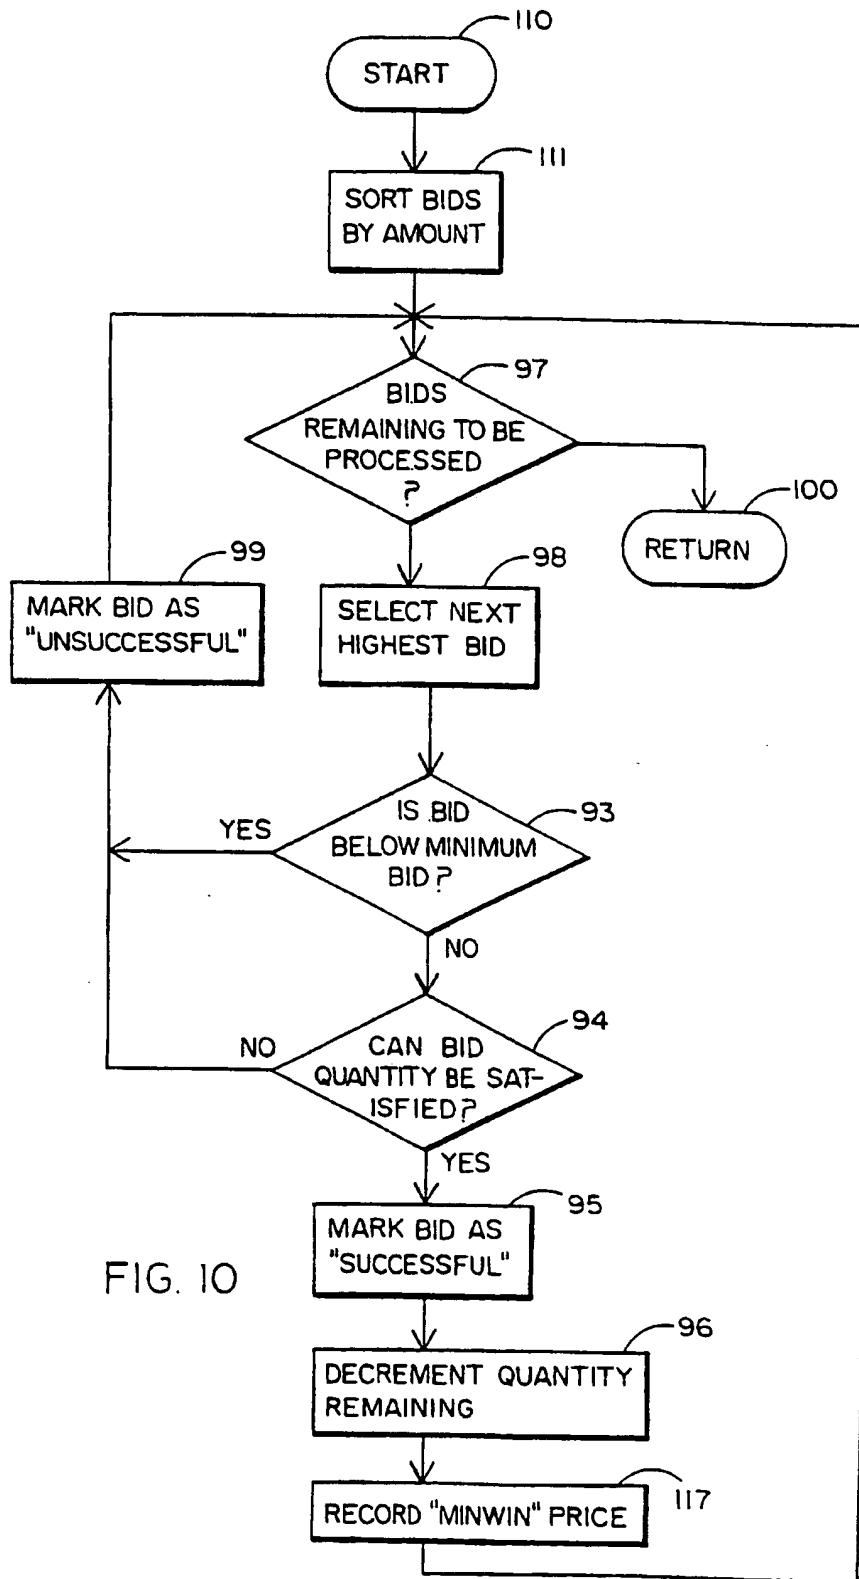 110
START
111
SORT BIDS
BY AMOUNT
97
BIDS
REMAINING TO BE
PROCESSED
?
100
RETURN
99
MARK BID AS
"UNSUCCESSFUL"
98
SELECT NEXT
HIGHEST BID
93
IS BID
BELOW MINIMUM
BID?
YES
NO
94
CAN BID
QUANTITY BE SAT-
ISFIED?
NO
YES
95
MARK BID AS
"SUCCESSFUL"
FIG. 10
96
DECREMENT QUANTITY
REMAINING
117
RECORD "MINWIN" PRICE